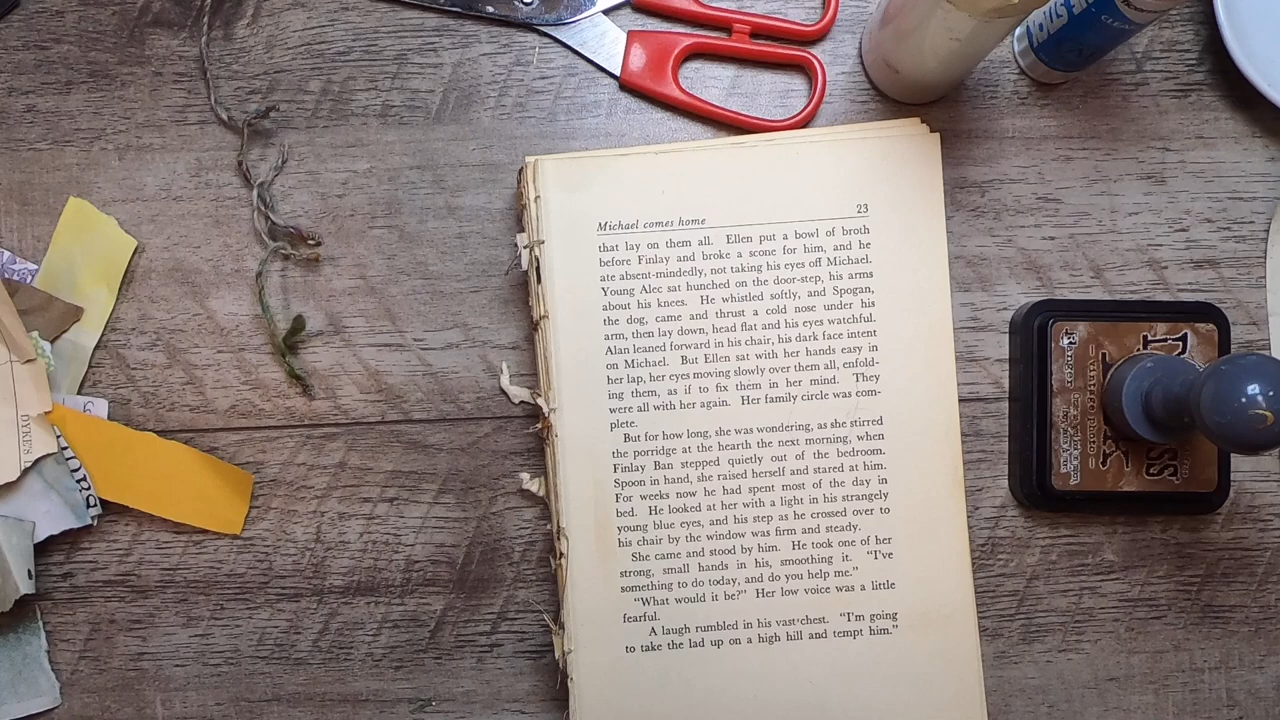 STICK
CLEA
Michael comes home 23
that lay on them all. Ellen put a bowl of broth
before Finlay and broke a scone for him, and he
ate absent-mindedly, not taking his eyes off Michael.
Young Alec sat hunched on the door-step, his arms
about his knees. He whistled softly, and Spogan,
the dog, came and thrust a cold nose under his
arm, then lay down, head flat and his eyes watchful.
Alan leaned forward in his chair, his dark face intent
on Michael. But Ellen sat with her hands easy in
her lap, her eyes moving slowly over them all, enfold-
ing them, as if to fix them in her mind. They
were all with her again. Her family circle was com-
plete.
But for how long, she was wondering, as she stirred
the porridge at the hearth the next morning, when
Finlay Ban stepped quietly out of the bedroom.
Spoon in hand, she raised herself and stared at him.
For weeks now he had spent most of the day in
bed. He looked at her with a light in his strangely
young blue eyes, and his step as he crossed over to
his chair by the window was firm and steady.
She came and stood by him. He took one of her
strong, small hands in his, smoothing it. “I’ve
something to do today, and do you help me.”
“What would it be?” Her low voice was a little
fearful.
A laugh rumbled in his vast chest. “I’m going
to take the lad up on a high hill and tempt him.”
DYKE'S
Ranger
– vintage photo –